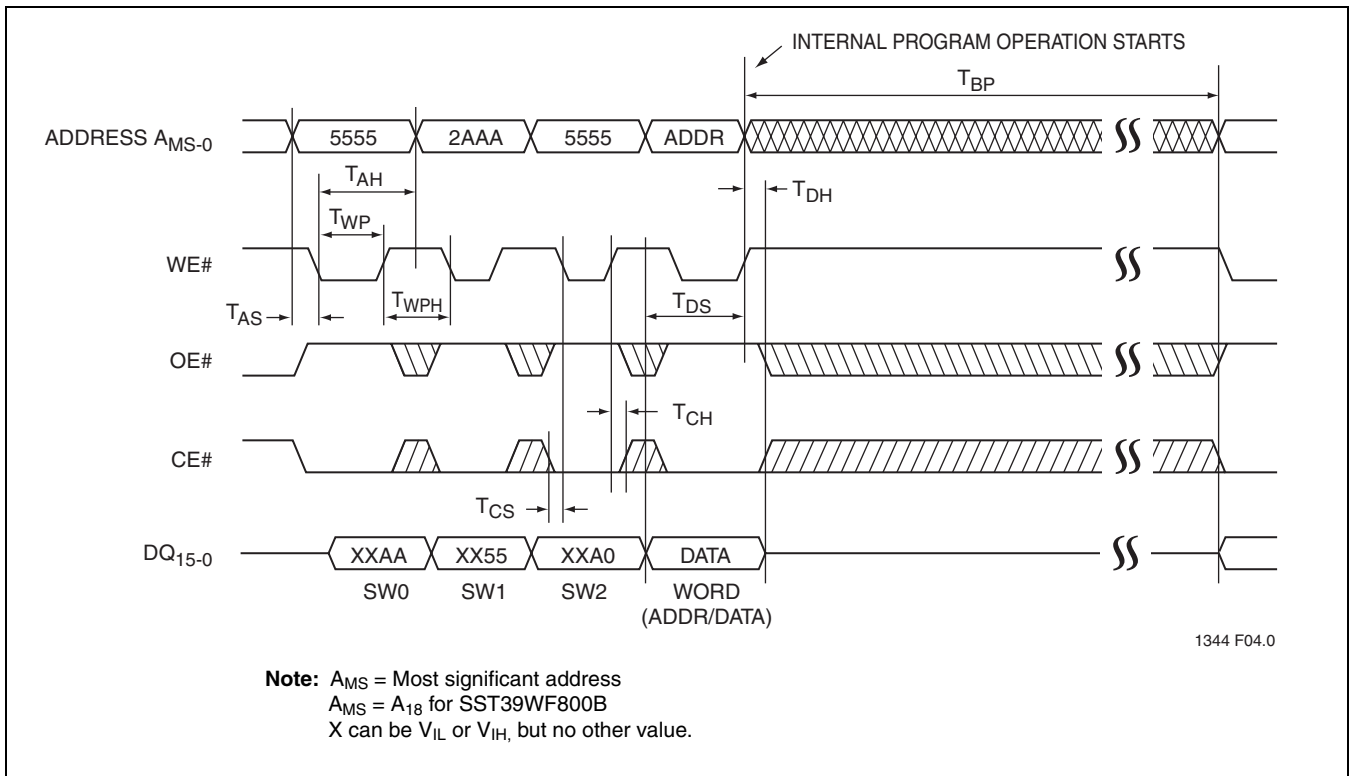 INTERNAL PROGRAM OPERATION STARTS
TBP
ADDRESS AMS-0
5555 2AAA 5555 ADDR
TAH
TDH
TWP
WE#
TAS
TWPH
TDS
OE#
TCH
CE#
TCS
DQ15-0
XXAA XX55 XXA0 DATA
SW0 SW1 SW2 WORD
(ADDR/DATA)
1344 F04.0
Note: AMS = Most significant address
AMS = A18 for SST39WF800B
X can be VIL or VIH, but no other value.